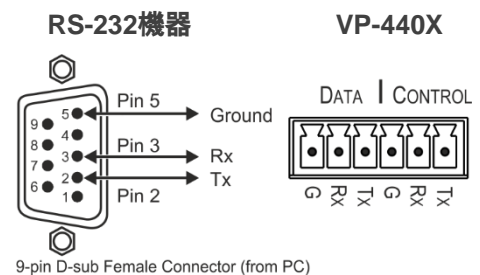 RS-232機器
VP-440X
DATA CONTROL
Pin 5
Ground
Pin 3
Rx
Tx
Pin 2
5
9
4
8
3
7
2
6
1
G Rx Tx G Rx Tx
9-pin D-sub Female Connector (from PC)